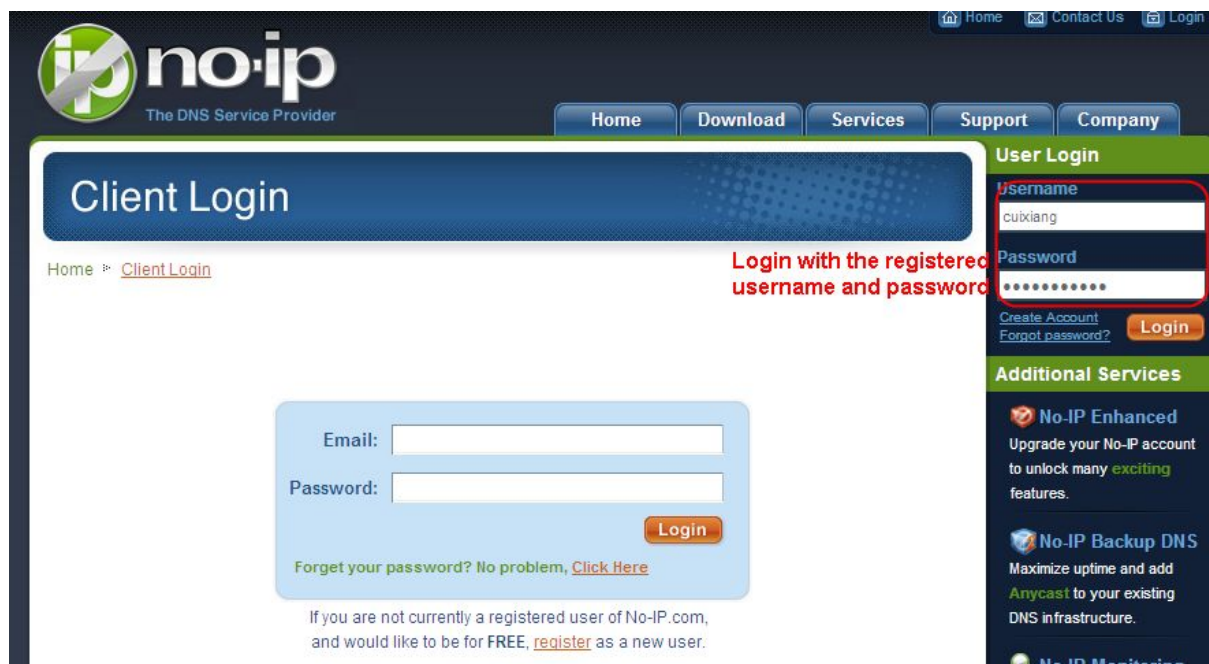 Home Contact Us Login
ip no·ip
The DNS Service Provider
Home Download Services Support Company
Client Login
Home Client Login
Login with the registered
username and password
Email:
Password:
Login
Forget your password? No problem, Click Here
If you are not currently a registered user of No-IP.com,
and would like to be for FREE, register as a new user.
User Login
Username
cuixiang
Password
•••••••••••
Create Account
Forgot password?
Login
Additional Services
No-IP Enhanced
Upgrade your No-IP account
to unlock many exciting
features.
No-IP Backup DNS
Maximize uptime and add
Anycast to your existing
DNS infrastructure.
No-IP Monitoring